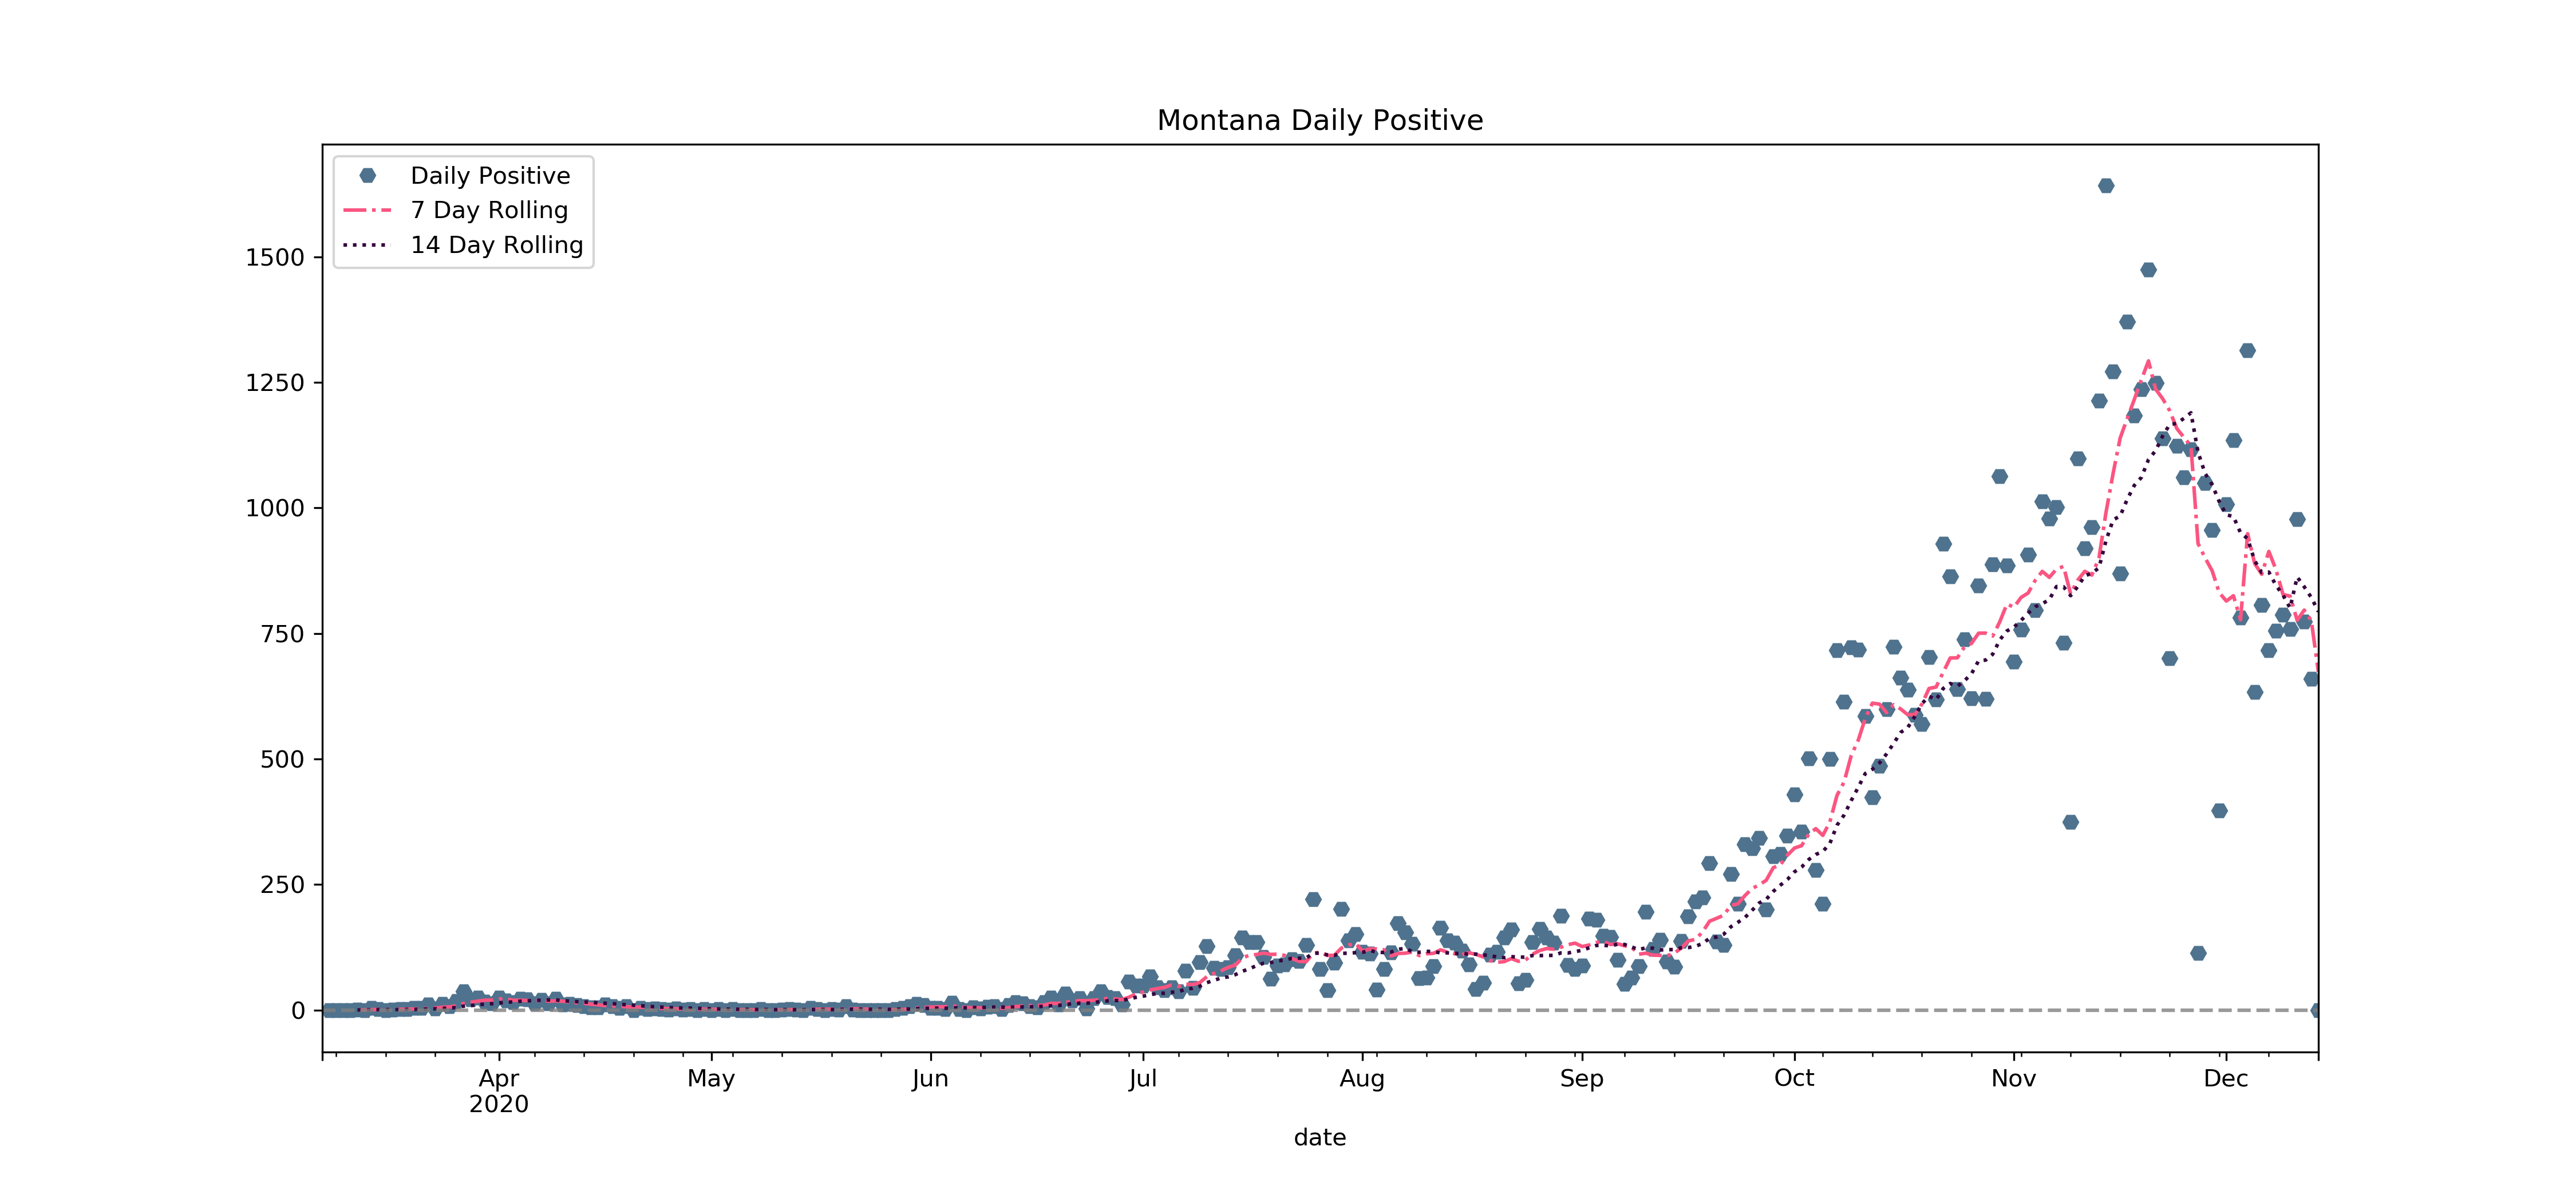 Montana Daily Positive
Daily Positive
7 Day Rolling
14 Day Rolling
1500
1250
1000
750
500
250
0
Apr May Jun Jul Aug Sep Oct Nov Dec
2020
date